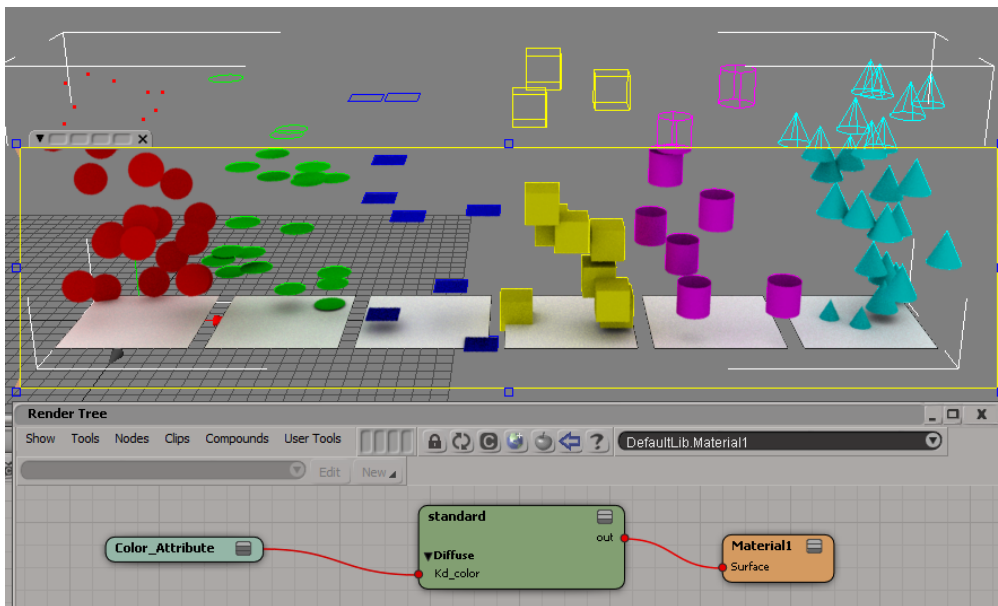 Render Tree
Show Tools Nodes Clips Compounds User Tools
DefaultLib.Material1
Edit New
standard
out
Color_Attribute
Material1
Diffuse
Surface
Kd_color